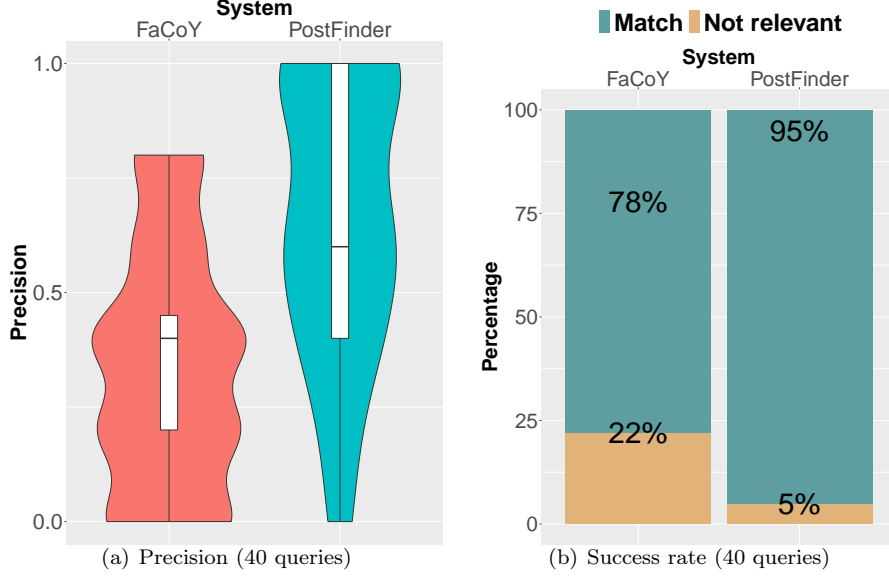 System
FaCoY PostFinder
1.0
0.5
0.0
Precision
(a) Precision (40 queries)
Match Not relevant
System
FaCoY PostFinder
100
75
50
25
0
Percentage
78%
22%
95%
5%
(b) Success rate (40 queries)